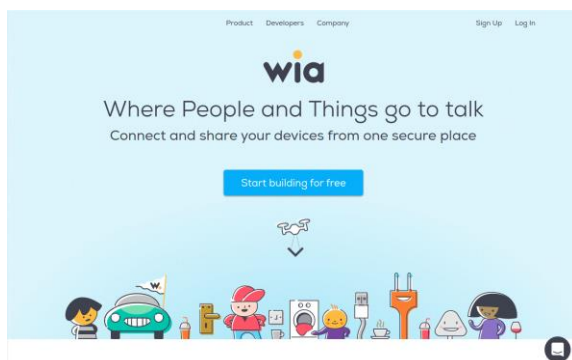 Product Developers Company Sign Up Log In
wia
Where People and Things go to talk
Connect and share your devices from one secure place
Start building for free
W.